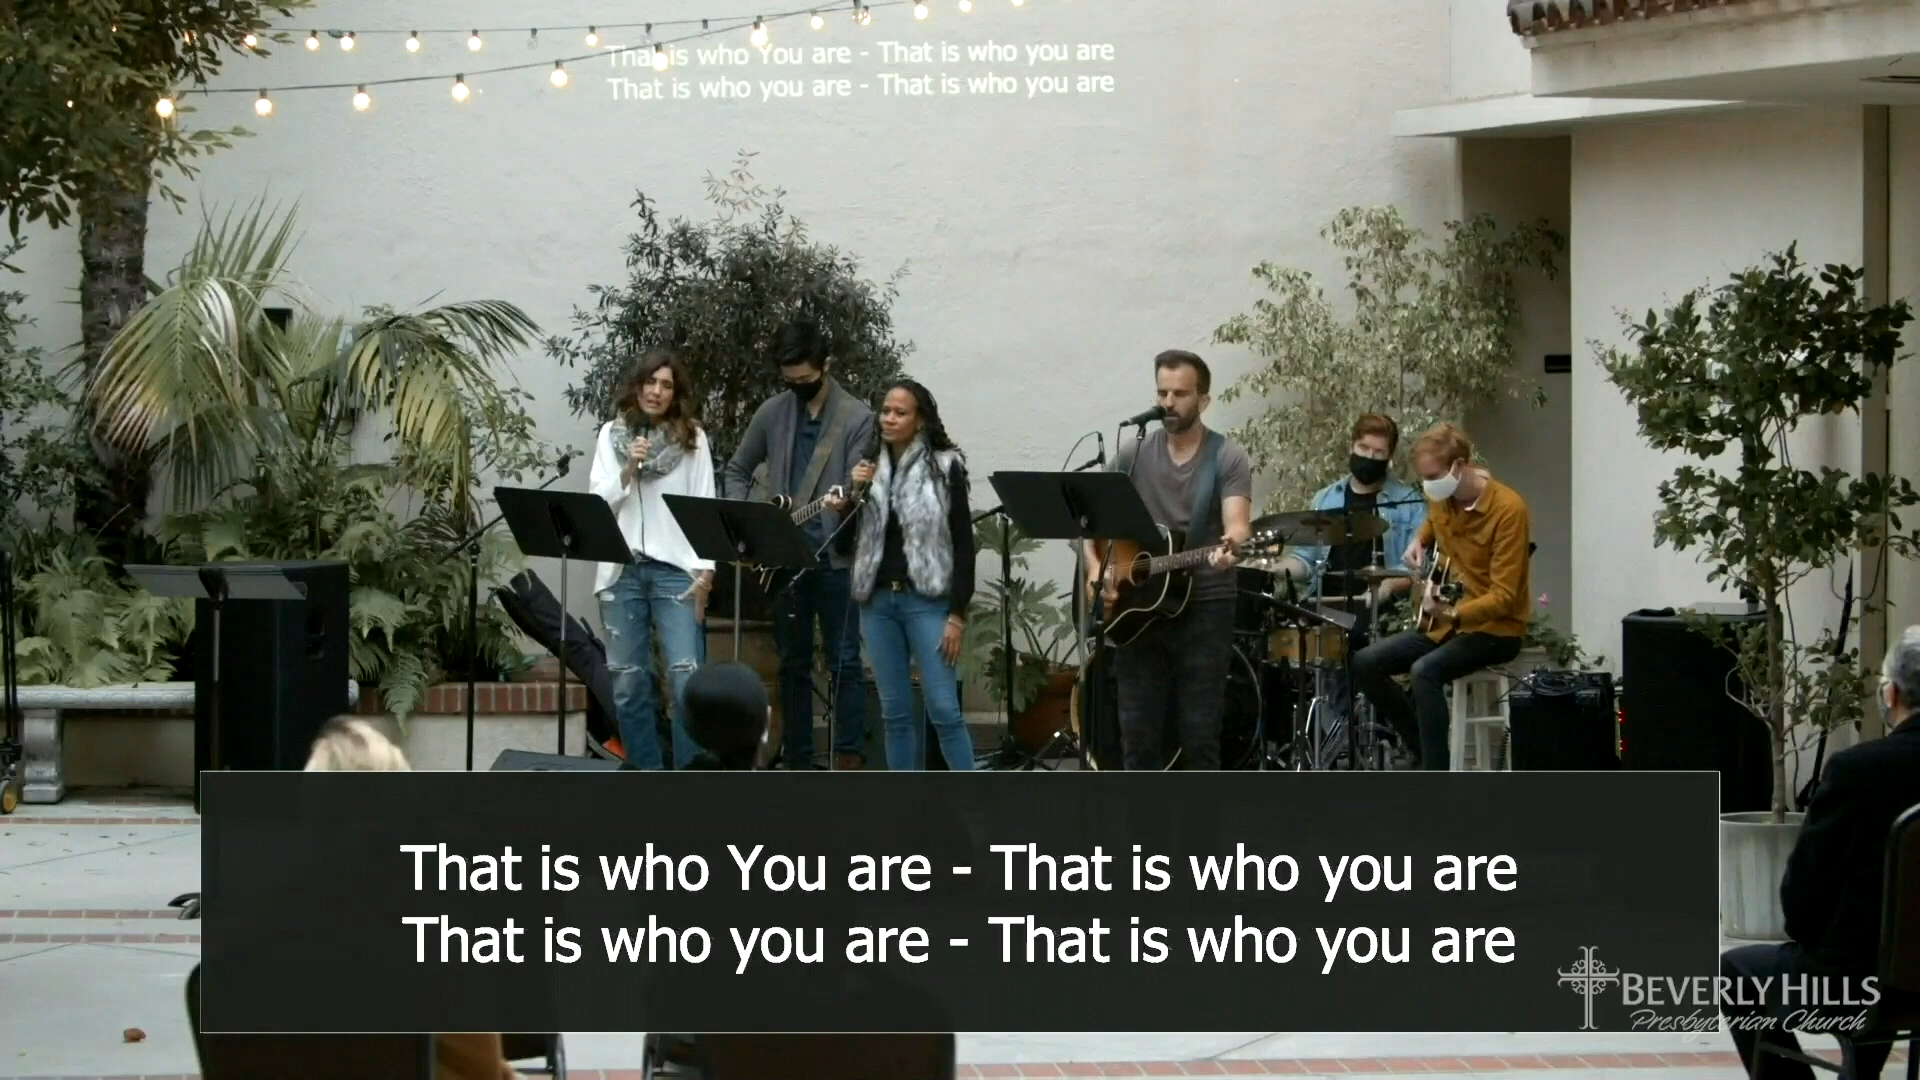 That is who You are - That is who you are
That is who you are - That is who you are
That is who You are - That is who you are
That is who you are - That is who you are
BEVERLY HILLS
Presbyterian Church